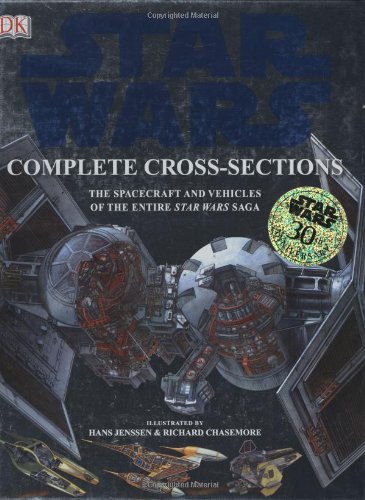 DK
STAR
WARS
COMPLETE CROSS-SECTIONS
THE SPACECRAFT AND VEHICLES
OF THE ENTIRE STAR WARS SAGA
STAR
WARS
30
ILLUSTRATED BY
HANS JENSSEN & RICHARD CHASEMORE